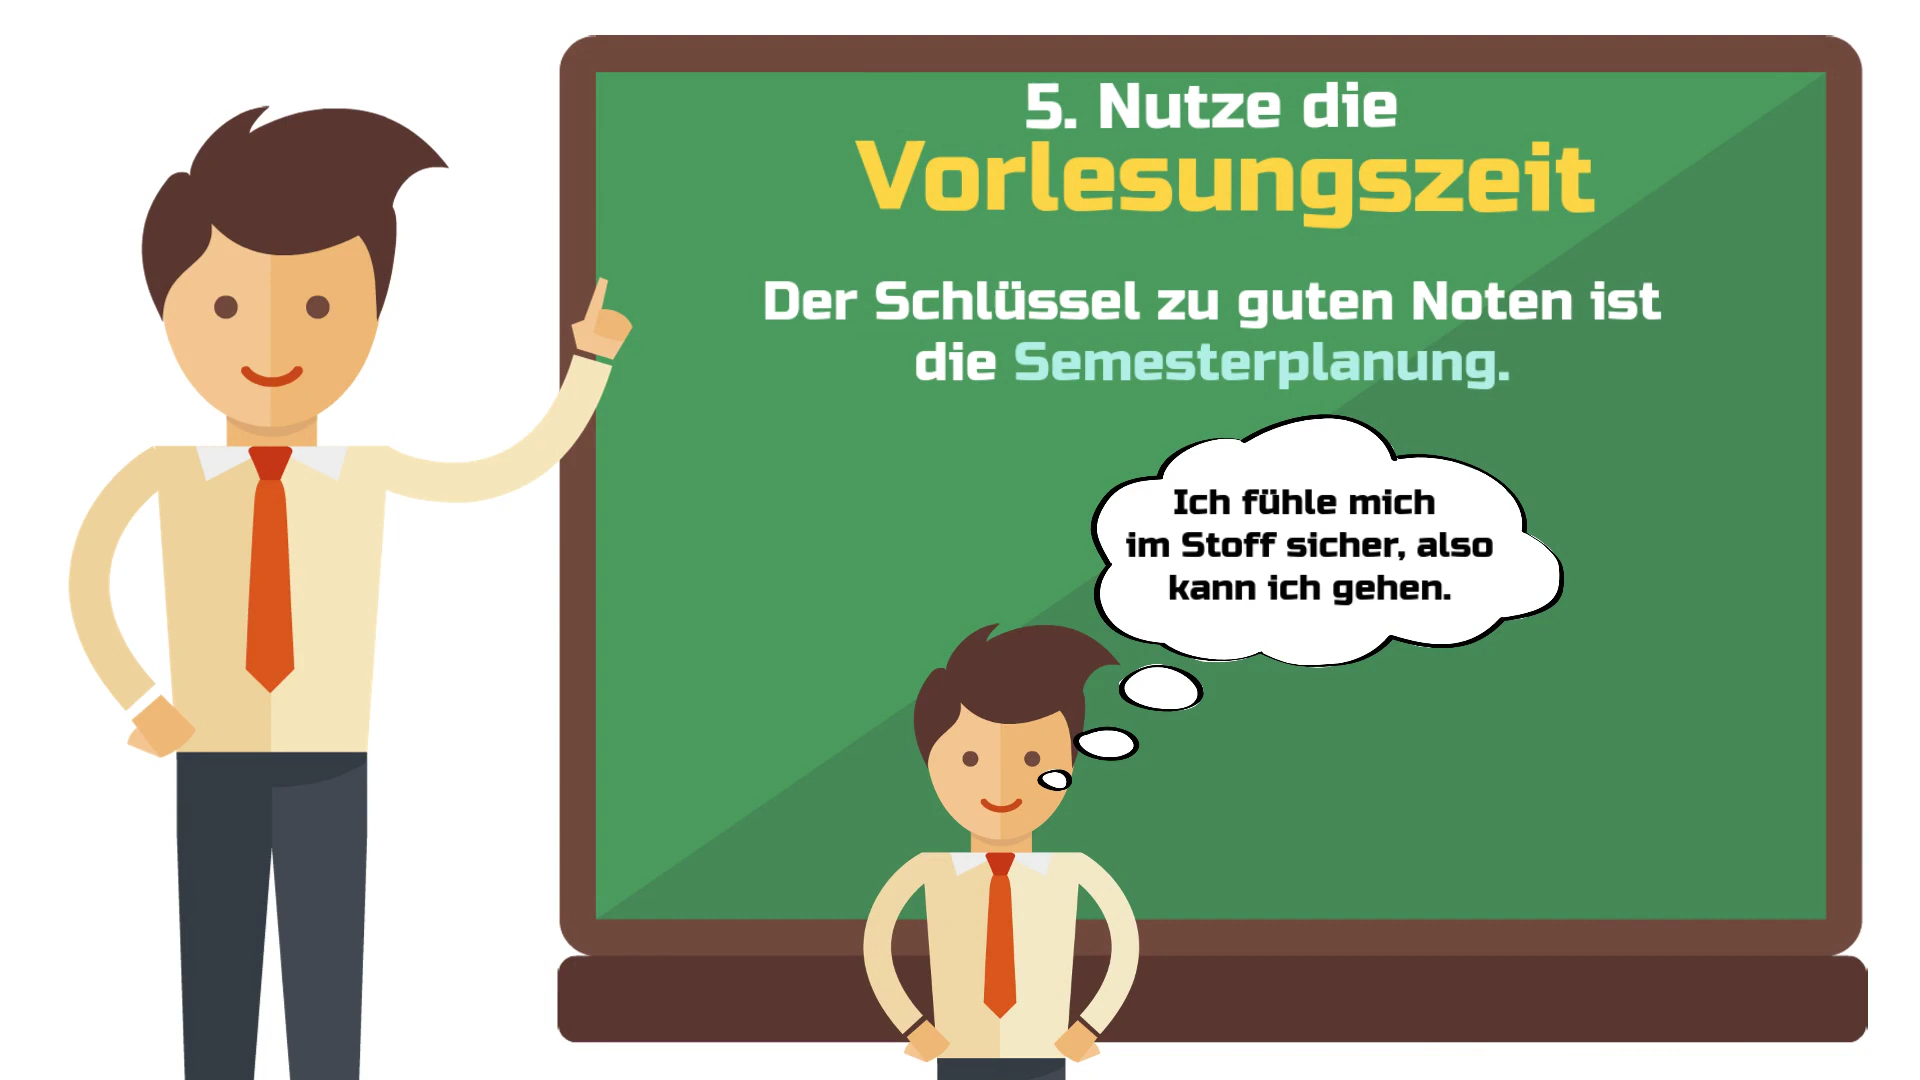 5. Nutze die
Vorlesungszeit
Der Schlüssel zu guten Noten ist
die Semesterplanung.
Ich fühle mich
im Stoff sicher, also
kann ich gehen.